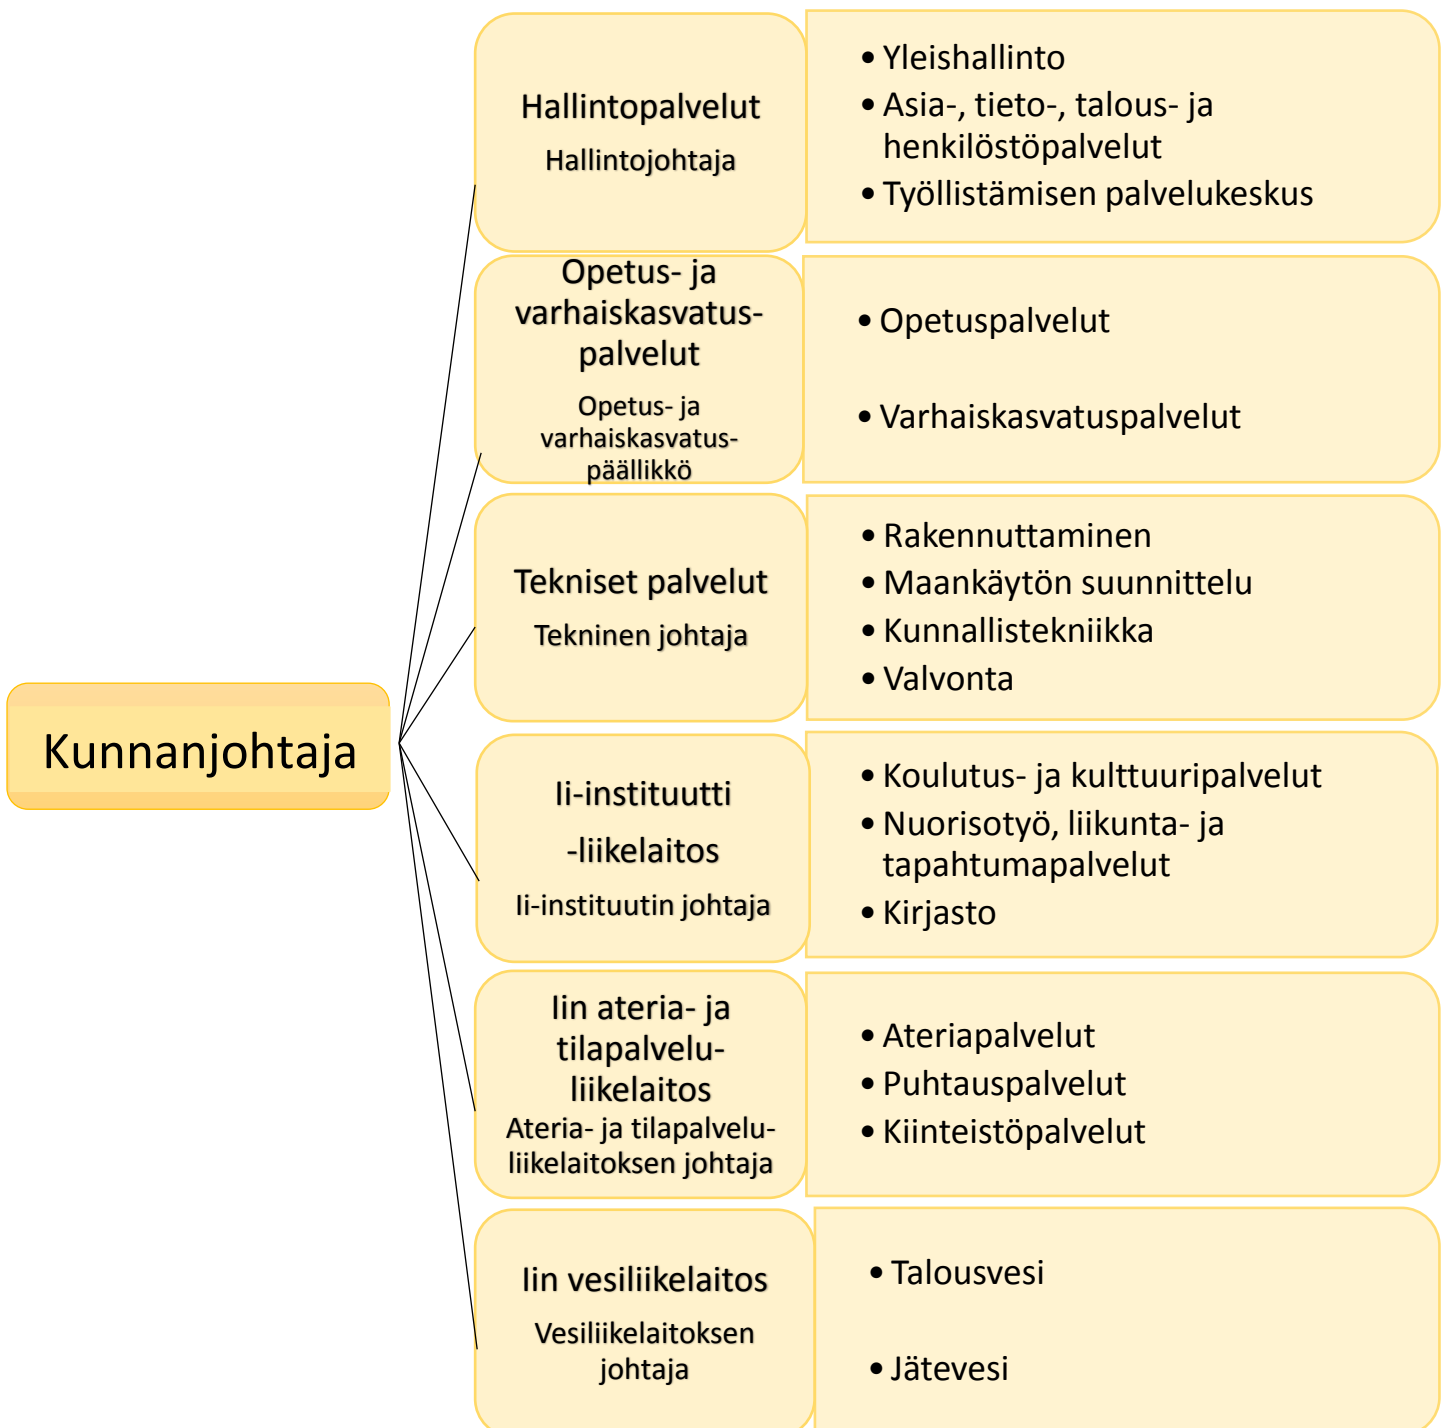 Kunnanjohtaja
Hallintopalvelut
Hallintojohtaja
• Yleishallinto
• Asia-, tieto-, talous- ja
henkilöstöpalvelut
• Työllistämisen palvelukeskus
Opetus- ja
varhaiskasvatus-
palvelut
Opetus- ja
varhaiskasvatus-
päällikkö
• Opetuspalvelut
• Varhaiskasvatuspalvelut
Tekniset palvelut
Tekninen johtaja
• Rakennuttaminen
• Maankäytön suunnittelu
• Kunnallistekniikka
• Valvonta
Ii-instituutti
-liikelaitos
Ii-instituutin johtaja
• Koulutus- ja kulttuuripalvelut
• Nuorisotyö, liikunta- ja
tapahtumapalvelut
• Kirjasto
Iin ateria- ja
tilapalvelu-
liikelaitos
Ateria- ja tilapalvelu-
liikelaitoksen johtaja
• Ateriapalvelut
• Puhtauspalvelut
• Kiinteistöpalvelut
Iin vesiliikelaitos
Vesiliikelaitoksen
johtaja
• Talousvesi
• Jätevesi